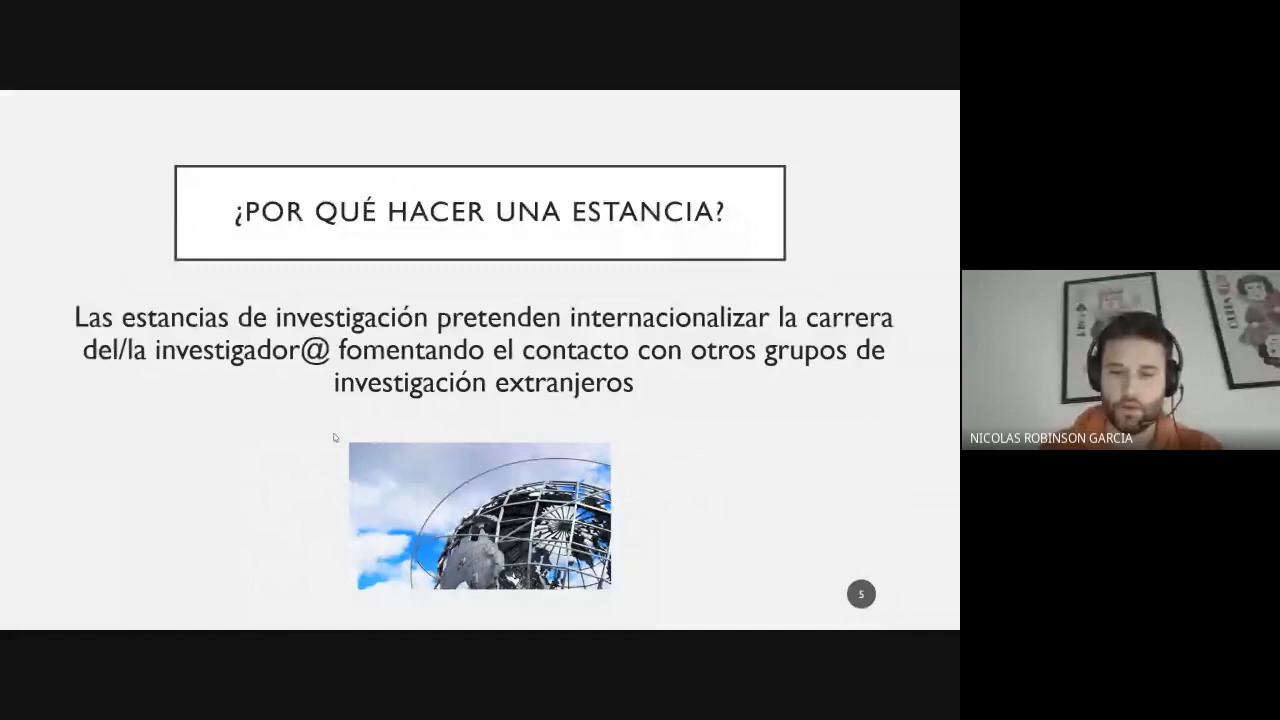 ¿POR QUÉ HACER UNA ESTANCIA?
Las estancias de investigación pretenden internacionalizar la carrera
del/la investigador@ fomentando el contacto con otros grupos de
investigación extranjeros
5
NICOLAS ROBINSON GARCIA